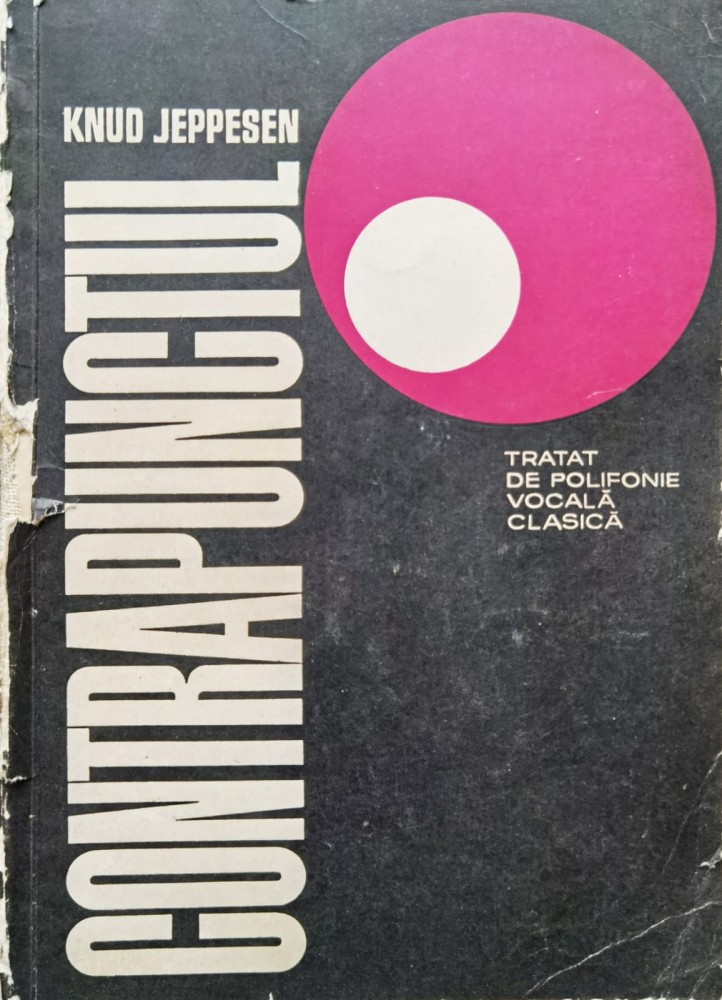 KNUD JEPPESEN
CONTRAPUNCTUL
TRATAT
DE POLIFONIE
VOCALĂ
CLASICĂ